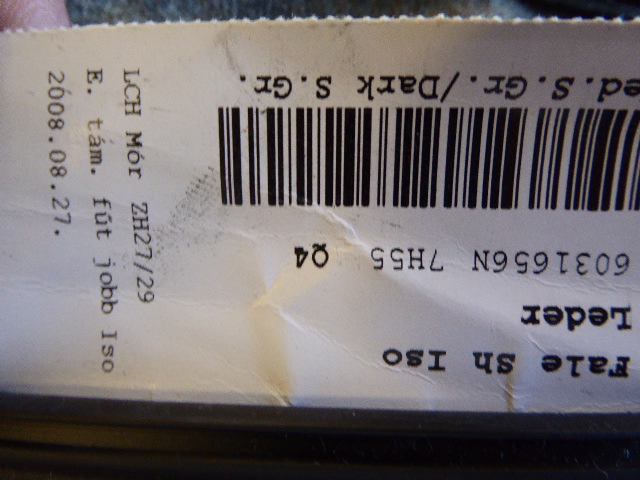 Fale Sh Iso
Leder
6031656N 7H55 Q4
ed.S.Gr./Dark S.Gr.
LCH Mór ZH27/29
E. tám. fűt jobb Iso
2008.08.27.